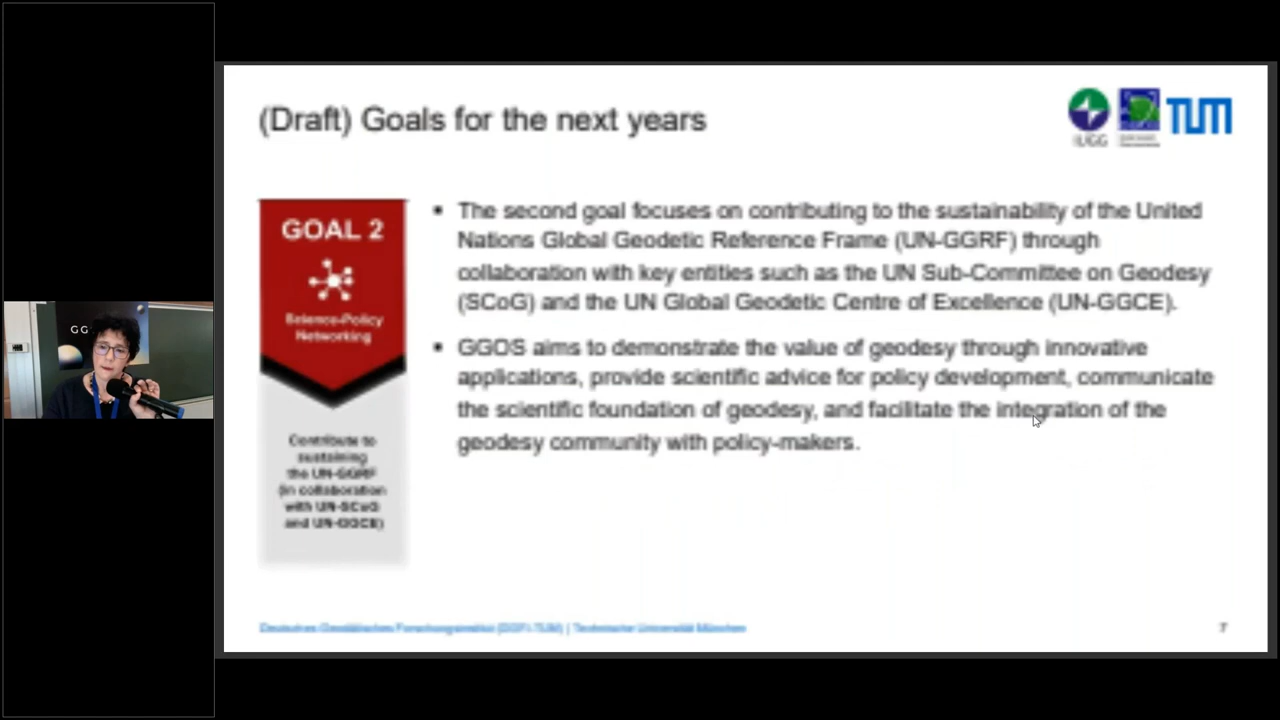 (Draft) Goals for the next years
IUGG
TUM
GOAL 2
Science-Policy
Networking
Contribute to
sustaining
the UN-GGRF
(in collaboration
with UN-SCoG
and UN-GGCE)
▪ The second goal focuses on contributing to the sustainability of the United
Nations Global Geodetic Reference Frame (UN-GGRF) through
collaboration with key entities such as the UN Sub-Committee on Geodesy
(SCoG) and the UN Global Geodetic Centre of Excellence (UN-GGCE).
▪ GGOS aims to demonstrate the value of geodesy through innovative
applications, provide scientific advice for policy development, communicate
the scientific foundation of geodesy, and facilitate the integration of the
geodesy community with policy-makers.
Deutsches Geodätisches Forschungsinstitut (DGFI-TUM) | Technische Universität München
7
GG